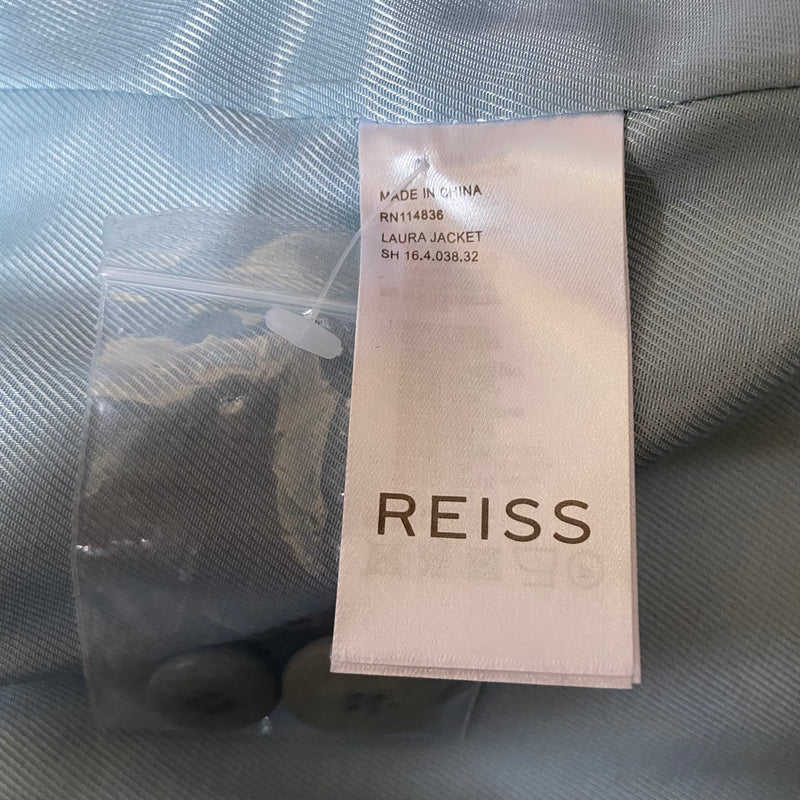 MADE IN CHINA
RN114836
LAURA JACKET
SH 16.4.038.32
REISS